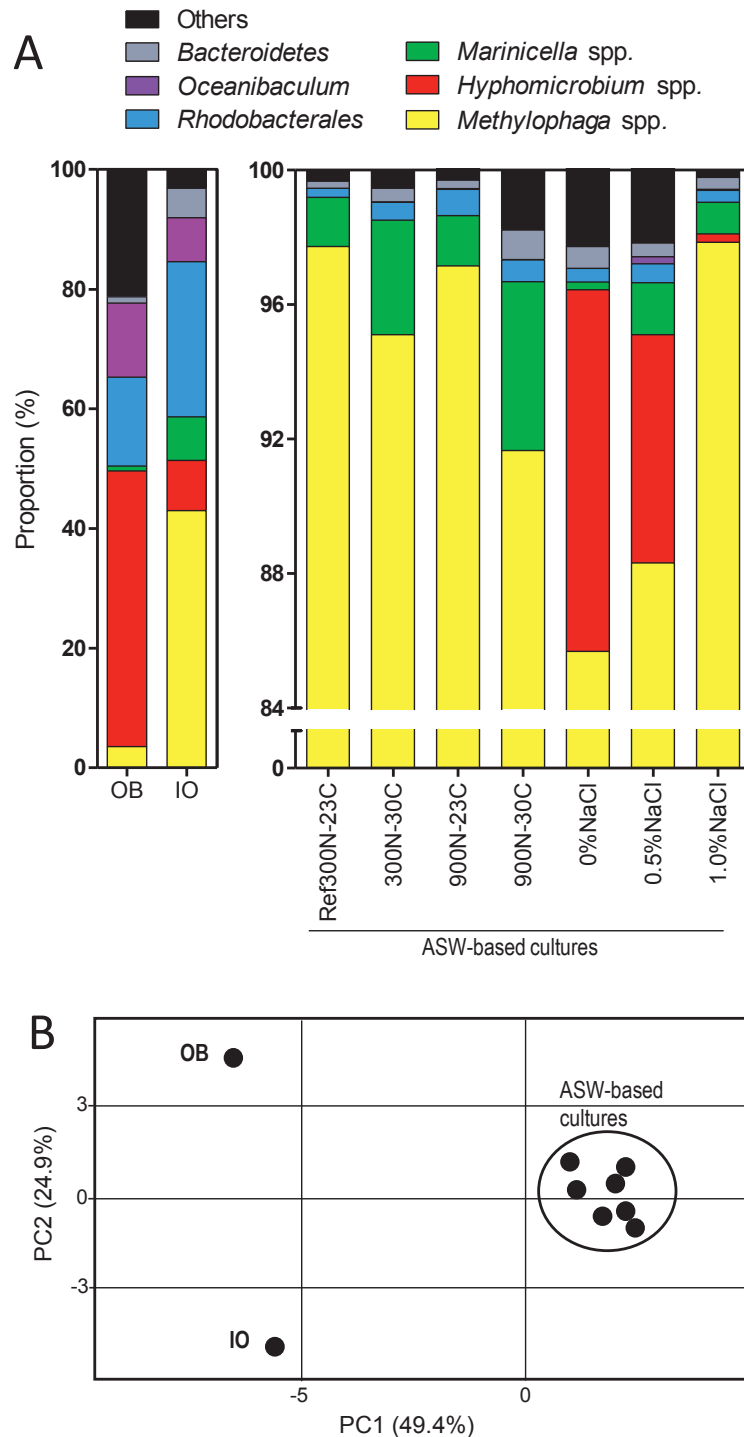 A
Others
Bacteroidetes
Oceanibaculum
Rhodobacterales
Marinicella spp.
Hyphomicrobium spp.
Methylophaga spp.
Proportion (%)
100
80
60
40
20
0
OB
IO
100
96
92
88
84
0
Ref300N-23C
300N-30C
900N-23C
900N-30C
0%NaCl
0.5%NaCl
1.0%NaCl
ASW-based cultures
B
OB
IO
ASW-based
cultures
PC2 (24.9%)
3
0
-3
-5
0
PC1 (49.4%)